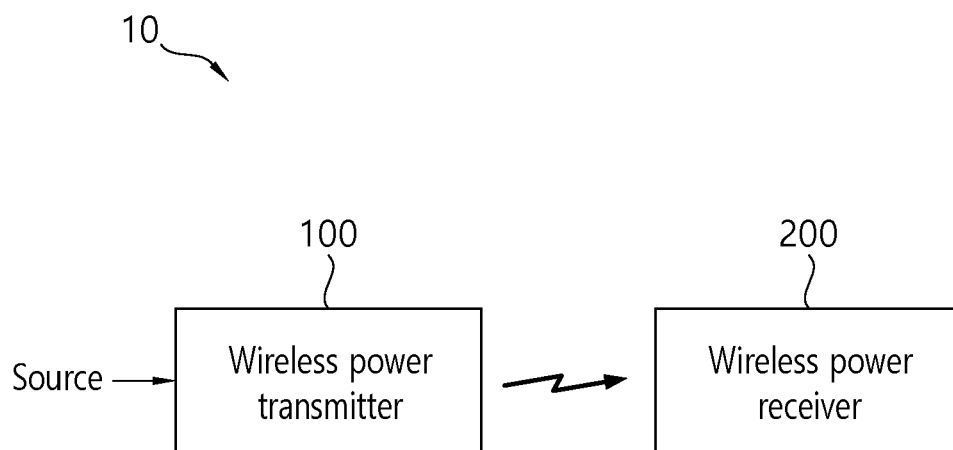 10
100
200
Source
Wireless power
transmitter
Wireless power
receiver